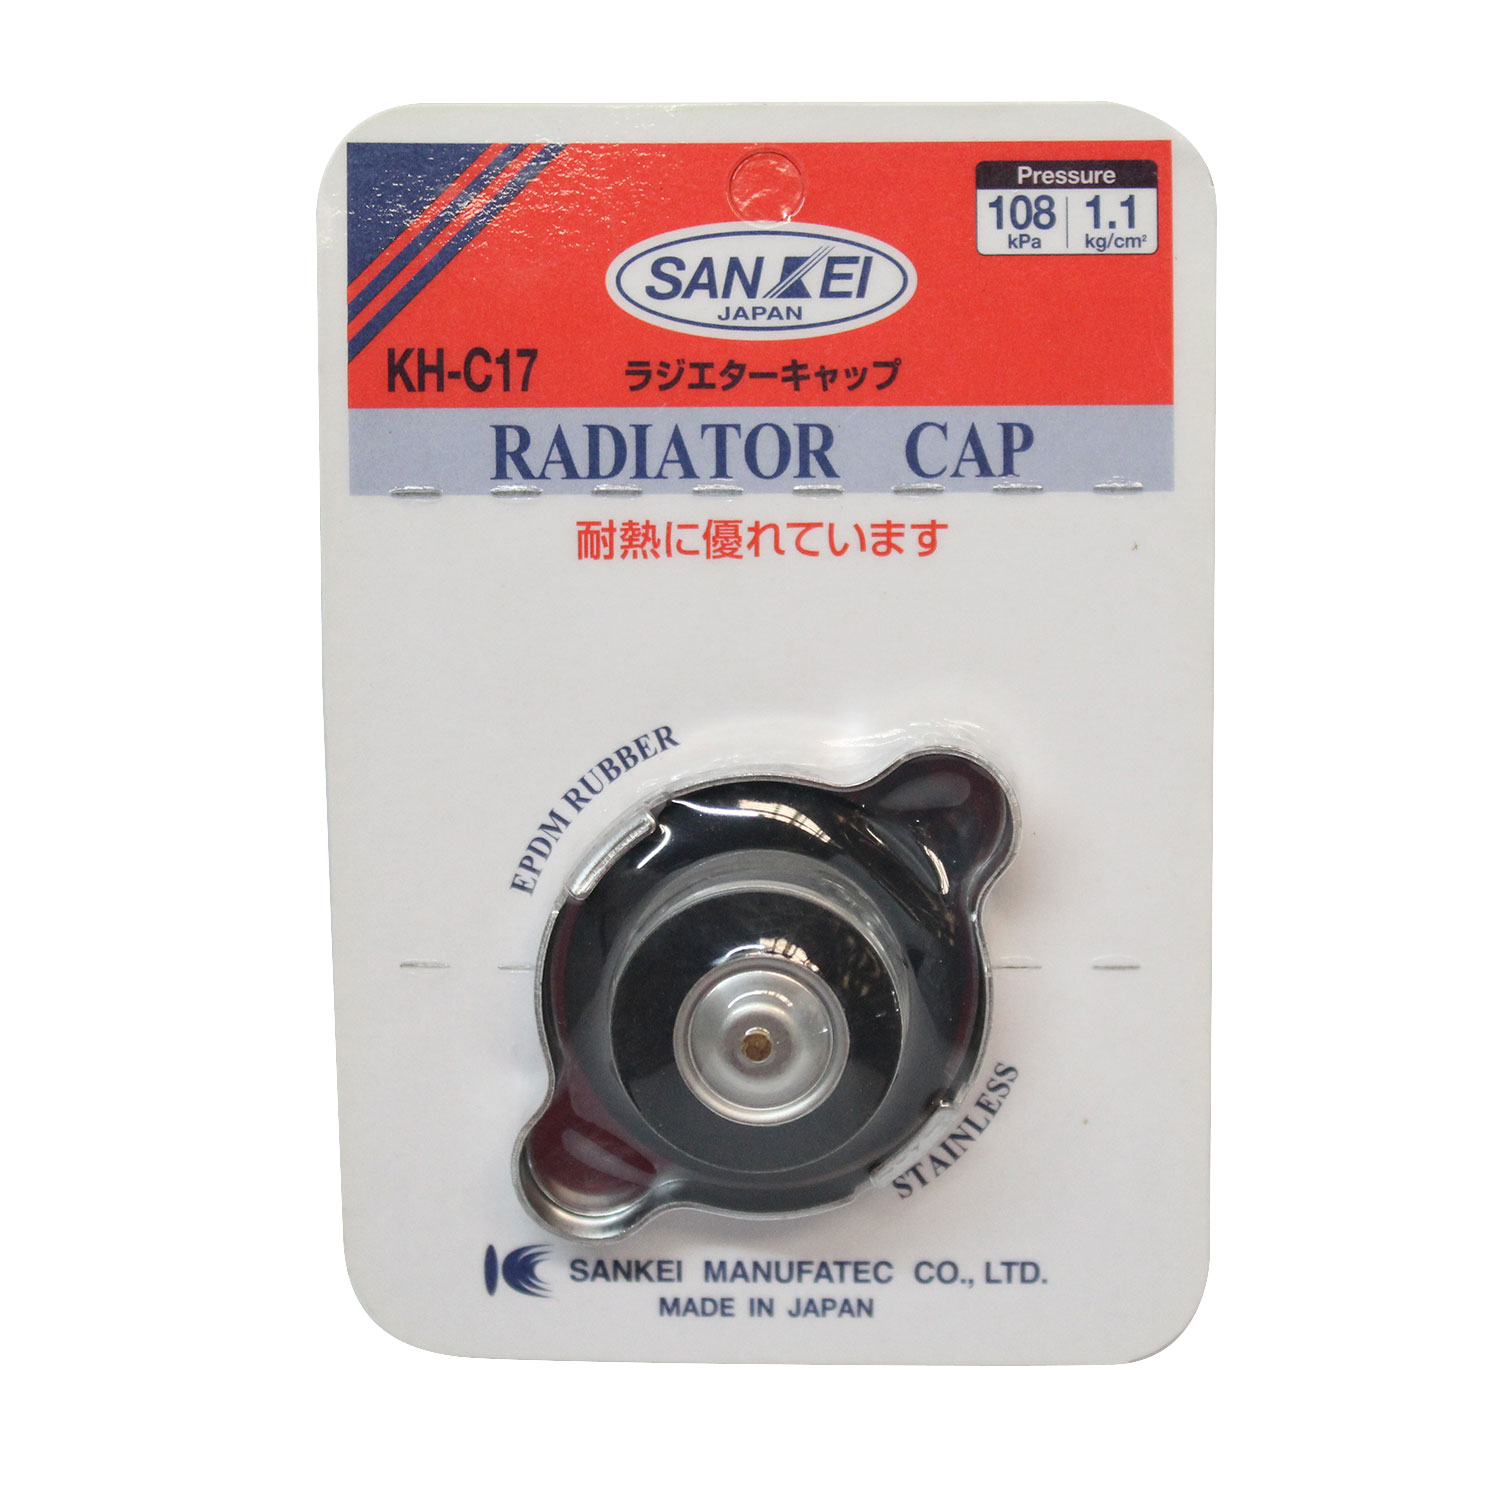 Pressure
108 kPa 1.1 kg/cm²
SANKEI
JAPAN
KH-C17 ラジエターキャップ
RADIATOR CAP
耐熱に優れています
EPDM RUBBER
STAINLESS
SANKEI MANUFATEC CO., LTD.
MADE IN JAPAN